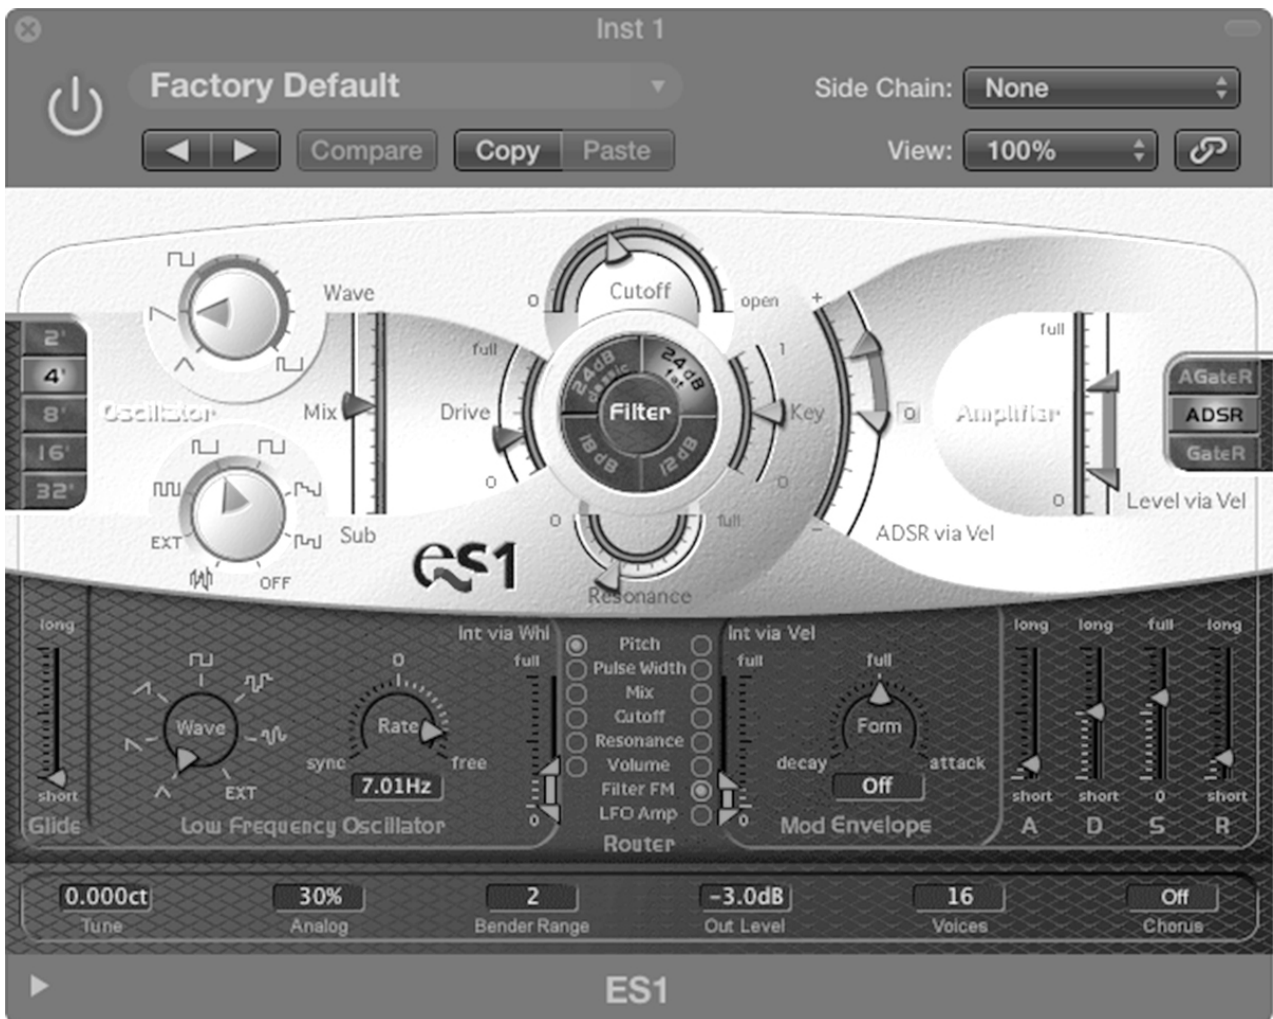 Inst 1
Factory Default
Side Chain: None
Compare Copy Paste
View: 100%
Wave
Mix
Sub
Oscillator
2'
4'
8'
16'
32'
EXT
OFF
0 Cutoff open
full
Drive
0
24dB classic
24dB fat
Filter
18dB
12dB
1
Key
0
0 full
Resonance
+
-
ADSR via Vel
Amplifier
full
0
Level via Vel
AGateR
ADSR
GateR
es1
long
short
Glide
Wave
EXT
0
Rate
sync free
7.01Hz
Low Frequency Oscillator
Int via Whl
full
0
Pitch
Pulse Width
Mix
Cutoff
Resonance
Volume
Filter FM
LFO Amp
Router
Int via Vel
full
0
full
Form
decay attack
Off
Mod Envelope
long long full long
short short 0 short
A D S R
0.000ct 30% 2 -3.0dB 16 Off
Tune Analog Bender Range Out Level Voices Chorus
ES1